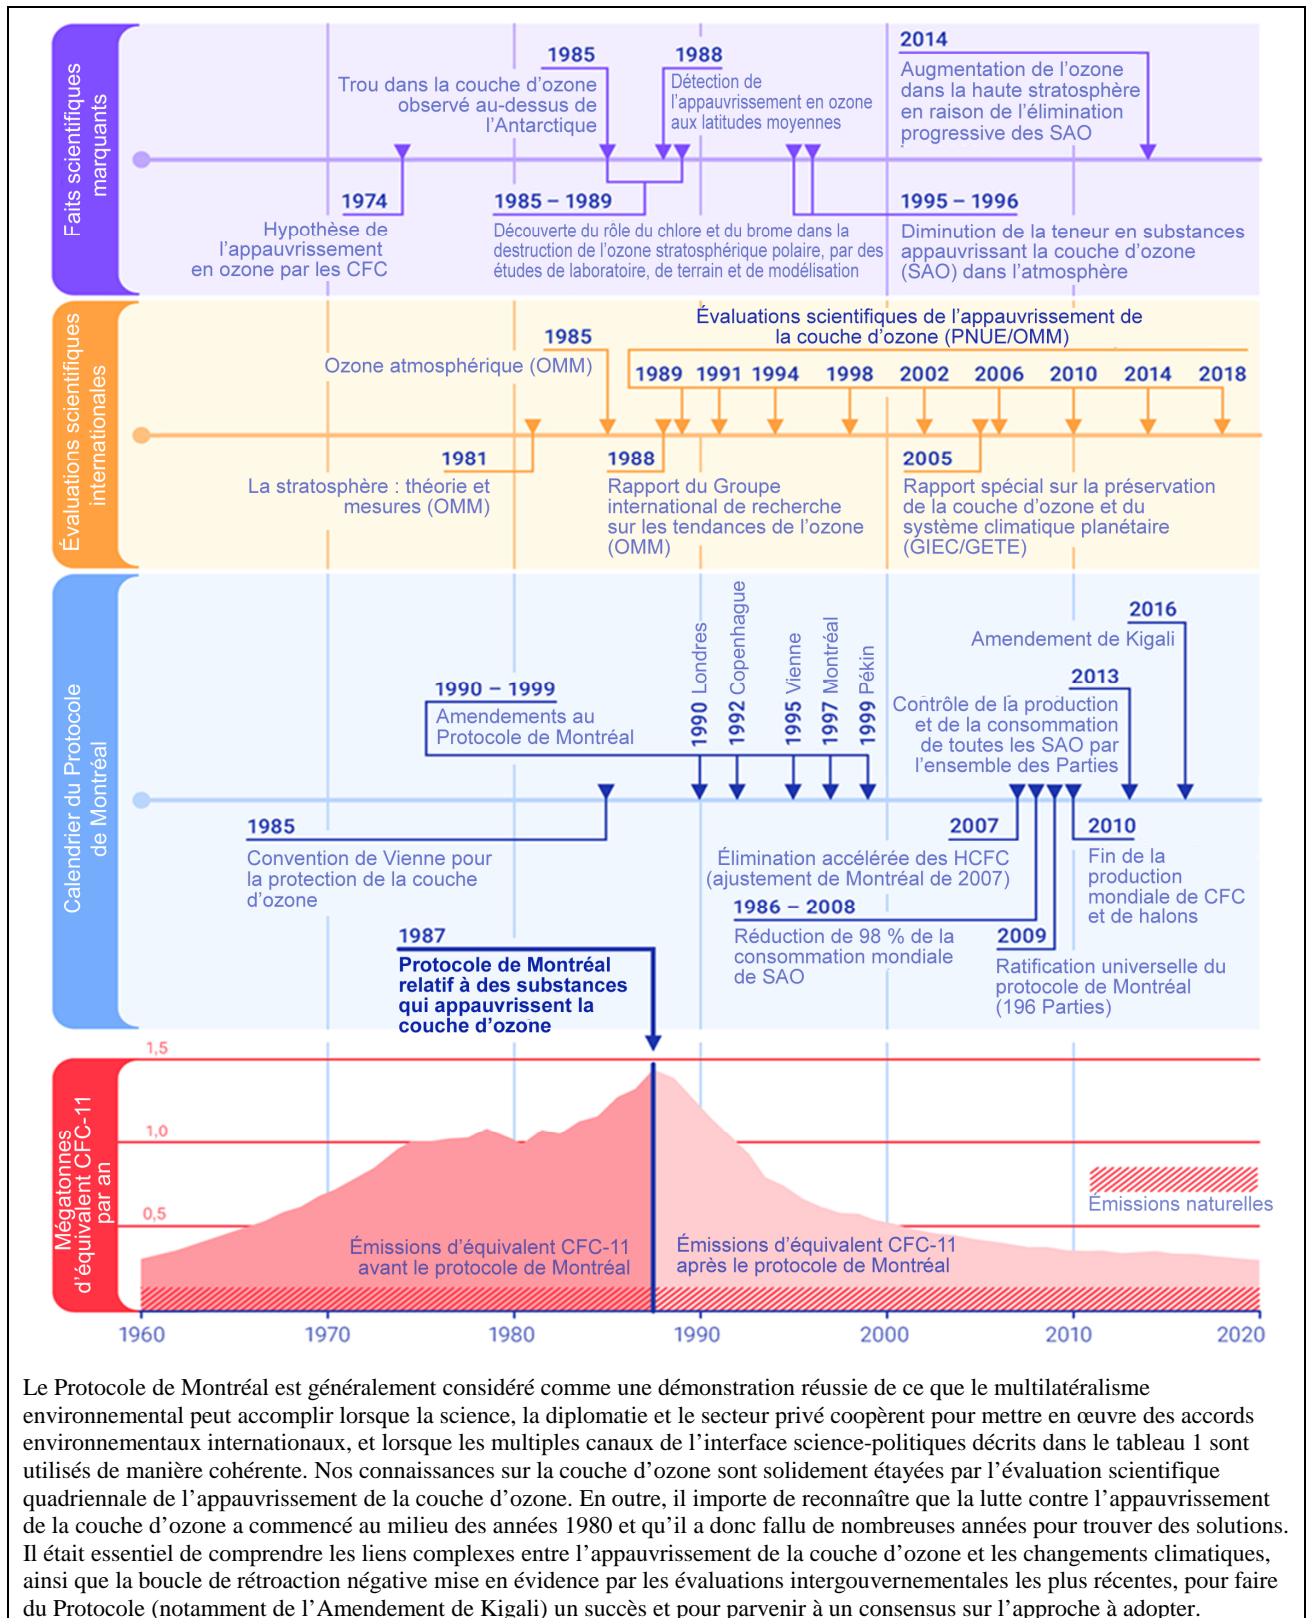 Faits scientifiques
marquants
1985
Trou dans la couche d’ozone
observé au-dessus de
l’Antarctique
1988
Détection de
l’appauvrissement en ozone
aux latitudes moyennes
2014
Augmentation de l’ozone
dans la haute stratosphère
en raison de l’élimination
progressive des SAO
1974
Hypothèse de
l’appauvrissement
en ozone par les CFC
1985 – 1989
Découverte du rôle du chlore et du brome dans la
destruction de l’ozone stratosphérique polaire, par des
études de laboratoire, de terrain et de modélisation
1995 – 1996
Diminution de la teneur en substances
appauvrissant la couche d’ozone
(SAO) dans l’atmosphère
Évaluations scientifiques
internationales
1985
Ozone atmosphérique (OMM)
Évaluations scientifiques de l’appauvrissement de
la couche d’ozone (PNUE/OMM)
1989 1991 1994 1998 2002 2006 2010 2014 2018
1981
La stratosphère : théorie et
mesures (OMM)
1988
Rapport du Groupe
international de recherche
sur les tendances de l’ozone
(OMM)
2005
Rapport spécial sur la préservation
de la couche d’ozone et du
système climatique planétaire
(GIEC/GETE)
Calendrier du Protocole
de Montréal
1990 – 1999
Amendements au
Protocole de Montréal
1990 Londres
1992 Copenhague
1995 Vienne
1997 Montréal
1999 Pékin
2016
Amendement de Kigali
2013
Contrôle de la production
et de la consommation
de toutes les SAO par
l’ensemble des Parties
1985
Convention de Vienne pour
la protection de la couche
d’ozone
2007
Élimination accélérée des HCFC
(ajustement de Montréal de 2007)
1986 – 2008
Réduction de 98 % de la
consommation mondiale
de SAO
2009
Ratification universelle du
protocole de Montréal
(196 Parties)
2010
Fin de la
production
mondiale de CFC
et de halons
1987
Protocole de Montréal
relatif à des substances
qui appauvrissent la
couche d’ozone
Mégatonnes
d’équivalent CFC-11
par an
1,5
1,0
0,5
Émissions naturelles
Émissions d’équivalent CFC-11
avant le protocole de Montréal
Émissions d’équivalent CFC-11
après le protocole de Montréal
1960 1970 1980 1990 2000 2010 2020
Le Protocole de Montréal est généralement considéré comme une démonstration réussie de ce que le multilatéralisme
environnemental peut accomplir lorsque la science, la diplomatie et le secteur privé coopèrent pour mettre en œuvre des accords
environnementaux internationaux, et lorsque les multiples canaux de l’interface science-politiques décrits dans le tableau 1 sont
utilisés de manière cohérente. Nos connaissances sur la couche d’ozone sont solidement étayées par l’évaluation scientifique
quadriennale de l’appauvrissement de la couche d’ozone. En outre, il importe de reconnaître que la lutte contre l’appauvrissement
de la couche d’ozone a commencé au milieu des années 1980 et qu’il a donc fallu de nombreuses années pour trouver des solutions.
Il était essentiel de comprendre les liens complexes entre l’appauvrissement de la couche d’ozone et les changements climatiques,
ainsi que la boucle de rétroaction négative mise en évidence par les évaluations intergouvernementales les plus récentes, pour faire
du Protocole (notamment de l’Amendement de Kigali) un succès et pour parvenir à un consensus sur l’approche à adopter.